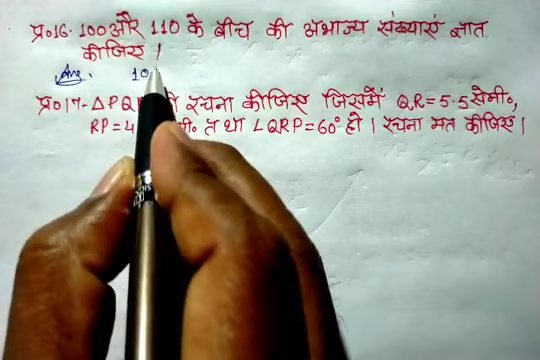 प्र०16- 100 और 110 के बीच की अभाज्य संख्याएं ज्ञात
कीजिए ।
Ans. 10
प्र०17- ΔPQ रचना कीजिए जिसमें QR=5.5 सेमी०,
RP=4 तथा ∠QRP=60° हो । रचना मत कीजिए ।